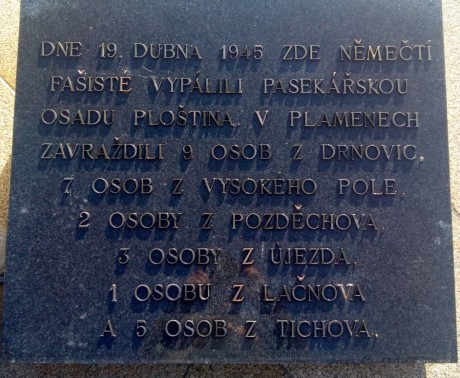 DNE 19. DUBNA 1945 ZDE NĚMEČTÍ
FAŠISTÉ VYPÁLILI PASEKÁŘSKOU
OSADU PLOŠTINA. V PLAMENECH
ZAVRAŽDILI 9 OSOB Z DRNOVIC,
7 OSOB Z VYSOKÉHO POLE,
2 OSOBY Z POZDĚCHOVA,
3 OSOBY Z ÚJEZDA,
1 OSOBU Z LAČNOVA
A 5 OSOB Z TICHOVA.